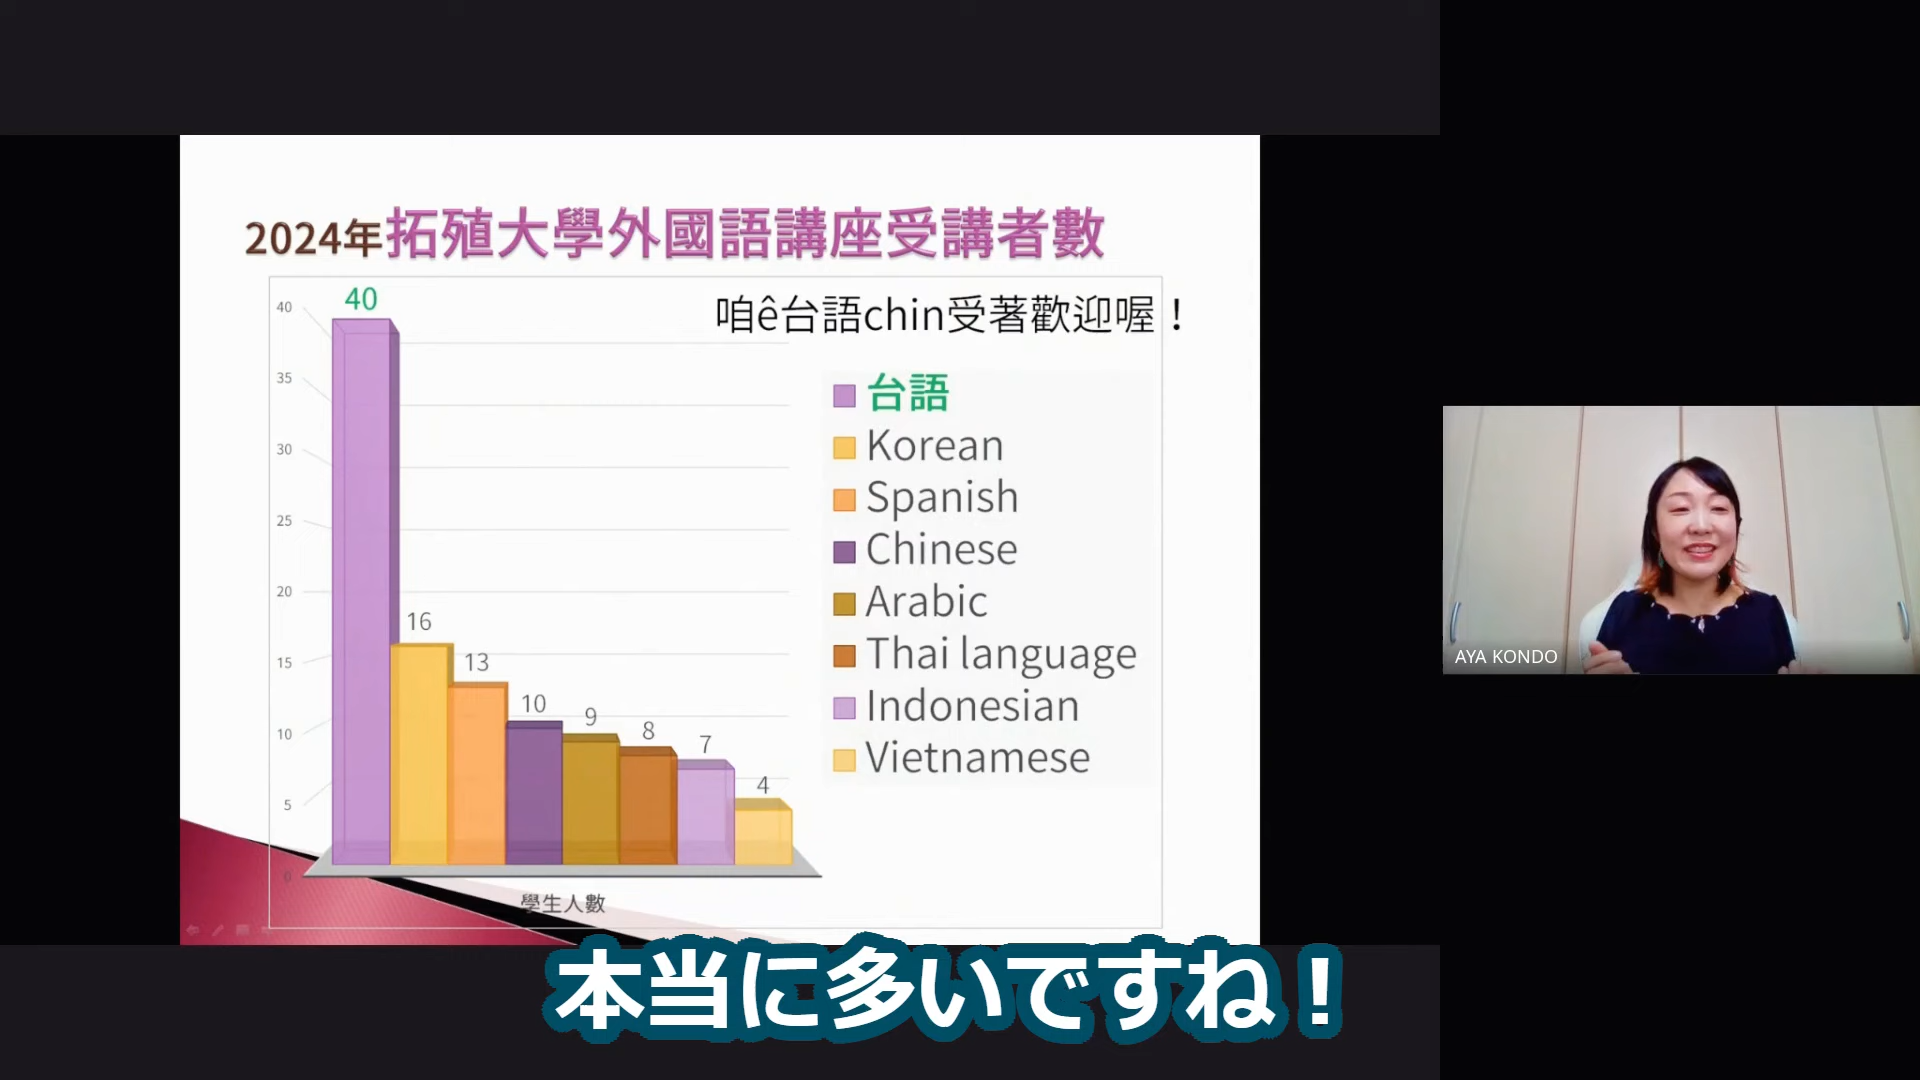 2024年拓殖大學外國語講座受講者數
咱ê台語chin受著歡迎喔！
40
35
30
25
20
15
10
5
0
40
16
13
10
9
8
7
4
學生人數
台語
Korean
Spanish
Chinese
Arabic
Thai language
Indonesian
Vietnamese
AYA KONDO
本当に多いですね！